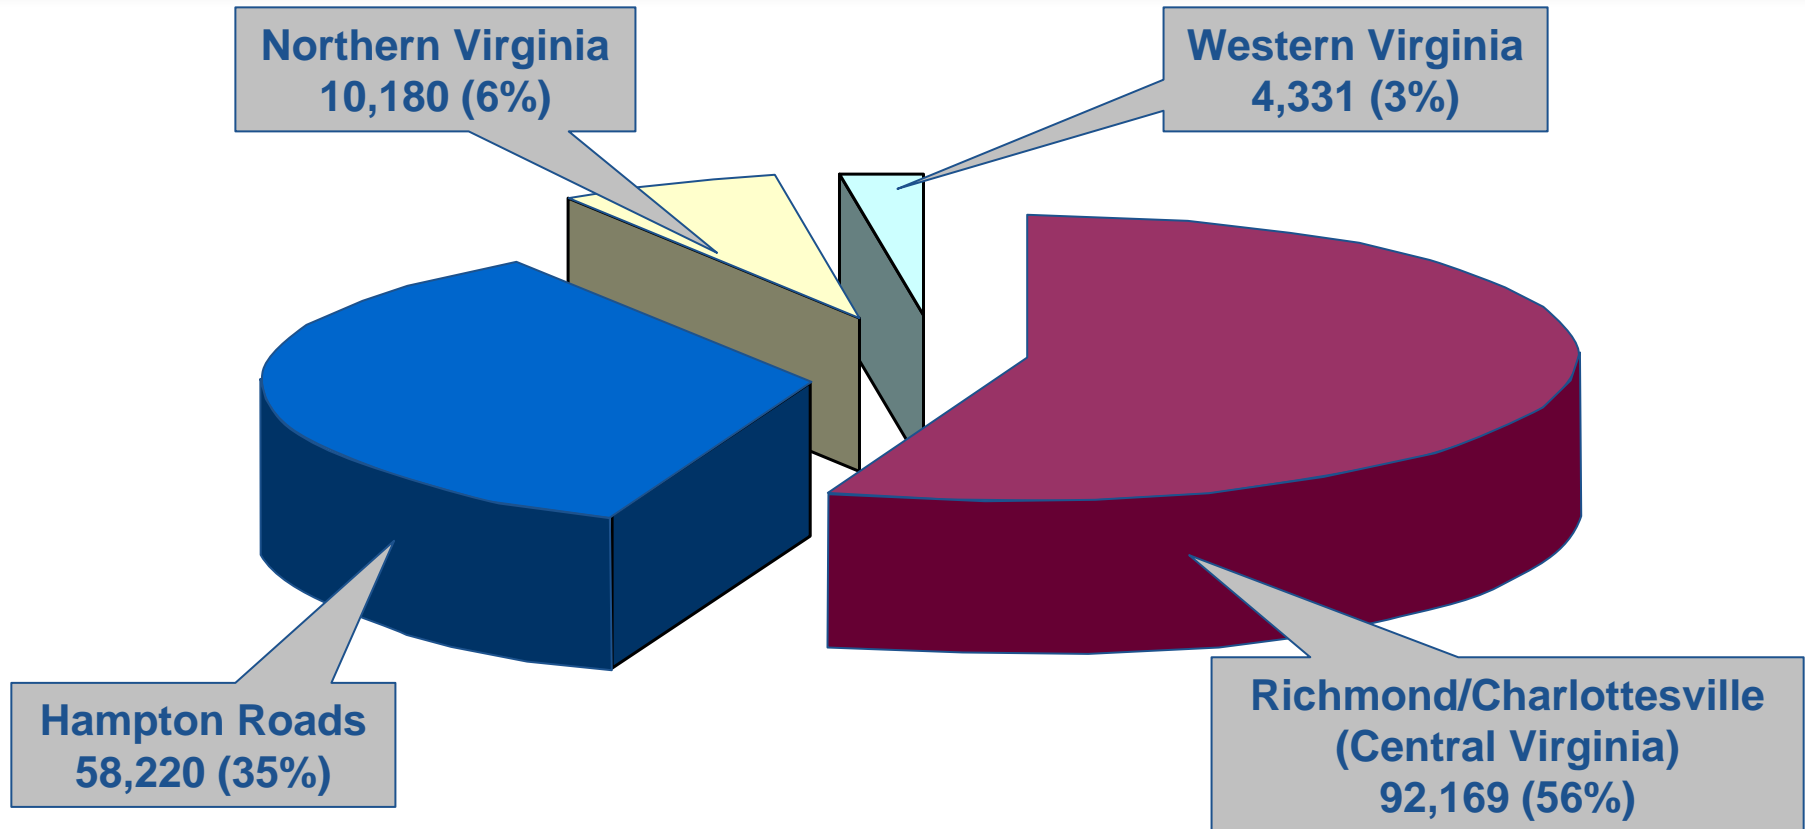 Northern Virginia
10,180 (6%)
Western Virginia
4,331 (3%)
Hampton Roads
58,220 (35%)
Richmond/Charlottesville
(Central Virginia)
92,169 (56%)